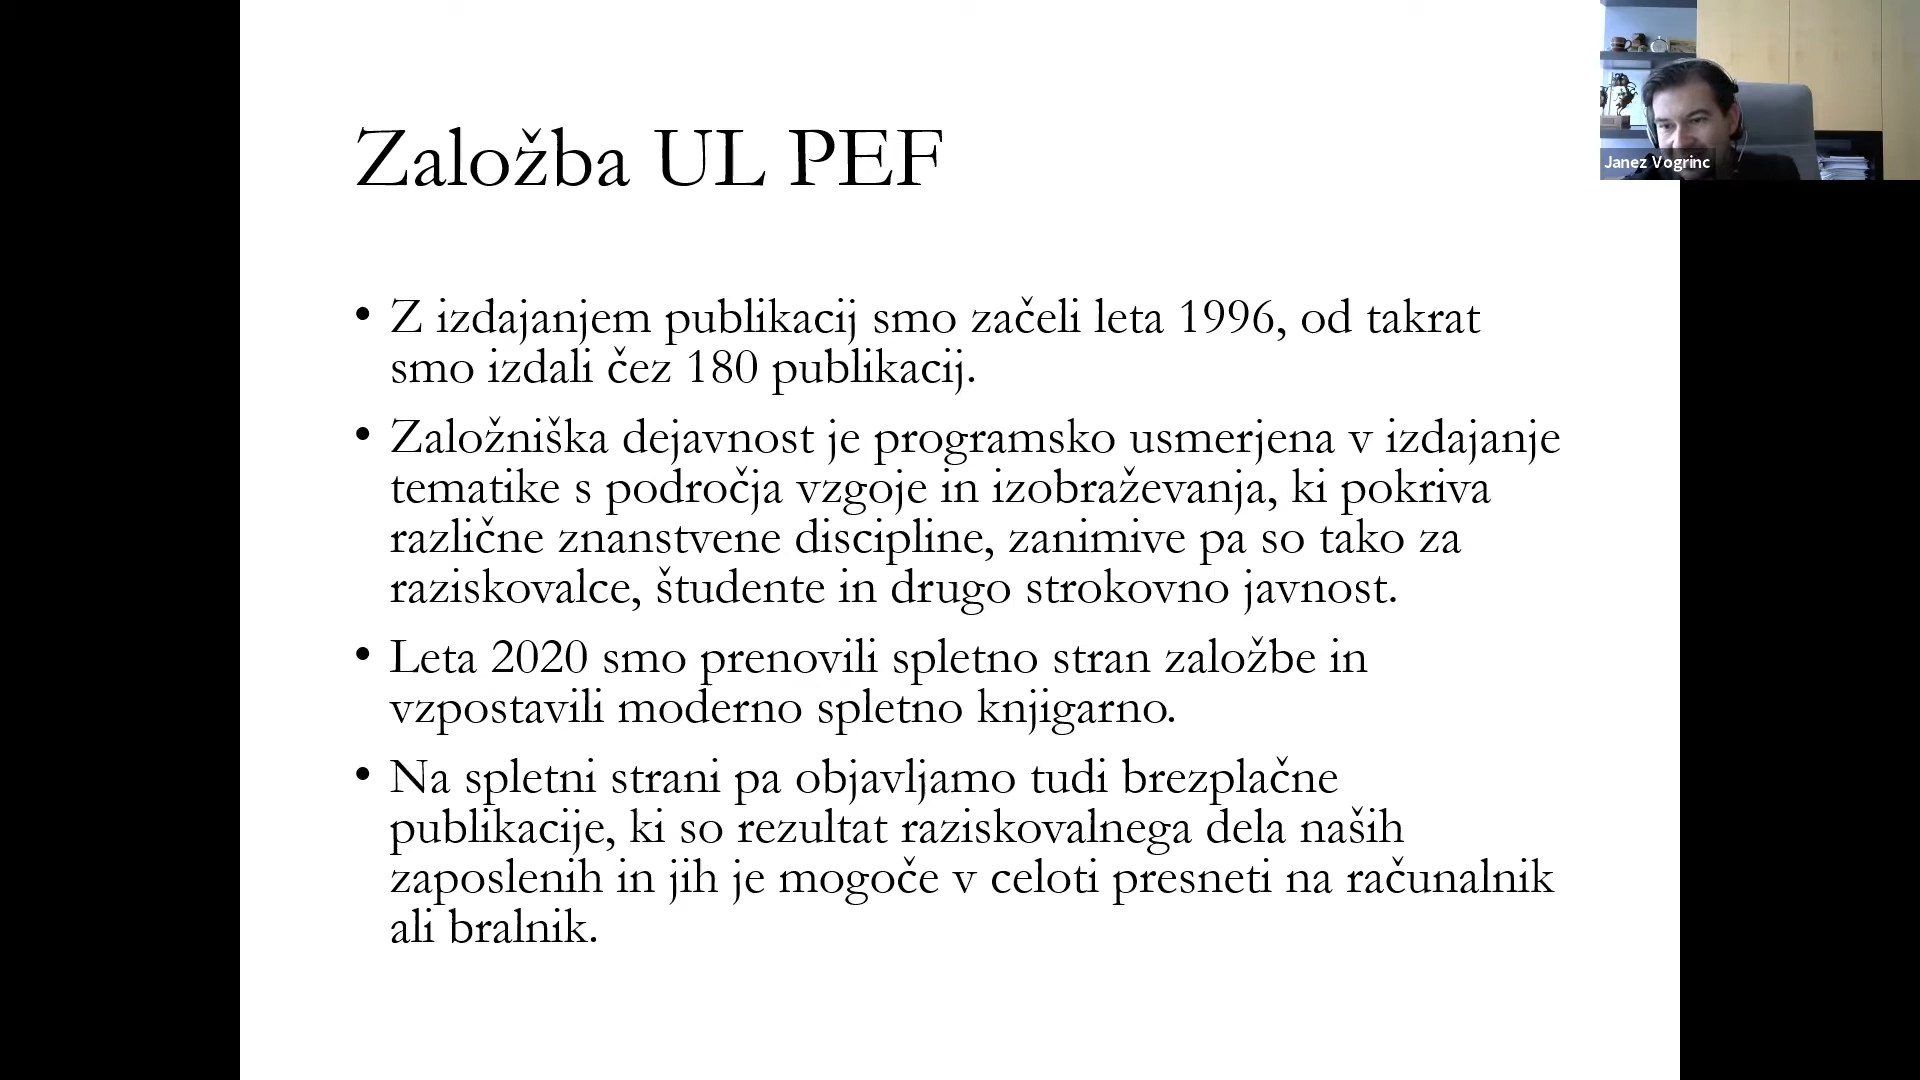 Založba UL PEF
Janez Vogrinc
• Z izdajanjem publikacij smo začeli leta 1996, od takrat
smo izdali čez 180 publikacij.
• Založniška dejavnost je programsko usmerjena v izdajanje
tematike s področja vzgoje in izobraževanja, ki pokriva
različne znanstvene discipline, zanimive pa so tako za
raziskovalce, študente in drugo strokovno javnost.
• Leta 2020 smo prenovili spletno stran založbe in
vzpostavili moderno spletno knjigarno.
• Na spletni strani pa objavljamo tudi brezplačne
publikacije, ki so rezultat raziskovalnega dela naših
zaposlenih in jih je mogoče v celoti presneti na računalnik
ali bralnik.